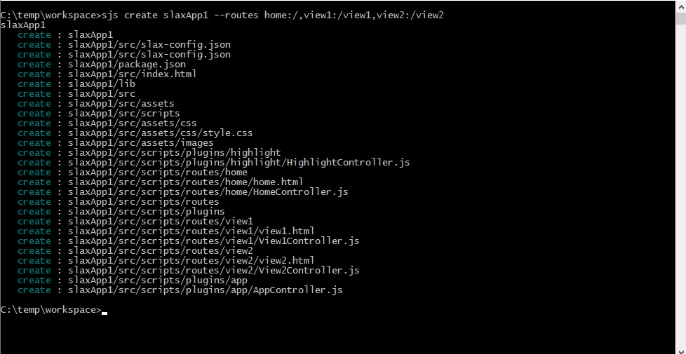 C:\temp\workspace>sjs create slaxApp1 --routes home:/,view1:/view1,view2:/view2
slaxApp1
create : slaxApp1
create : slaxApp1/src/slax-config.json
create : slaxApp1/src/slax-config.json
create : slaxApp1/package.json
create : slaxApp1/src/index.html
create : slaxApp1/lib
create : slaxApp1/src
create : slaxApp1/src/assets
create : slaxApp1/src/scripts
create : slaxApp1/src/assets/css
create : slaxApp1/src/assets/css/style.css
create : slaxApp1/src/assets/images
create : slaxApp1/src/scripts/plugins/highlight
create : slaxApp1/src/scripts/plugins/highlight/HighlightController.js
create : slaxApp1/src/scripts/routes/home
create : slaxApp1/src/scripts/routes/home/home.html
create : slaxApp1/src/scripts/routes/home/HomeController.js
create : slaxApp1/src/scripts/routes
create : slaxApp1/src/scripts/plugins
create : slaxApp1/src/scripts/routes/view1
create : slaxApp1/src/scripts/routes/view1/view1.html
create : slaxApp1/src/scripts/routes/view1/View1Controller.js
create : slaxApp1/src/scripts/routes/view2
create : slaxApp1/src/scripts/routes/view2/view2.html
create : slaxApp1/src/scripts/routes/view2/View2Controller.js
create : slaxApp1/src/scripts/plugins/app
create : slaxApp1/src/scripts/plugins/app/AppController.js
C:\temp\workspace>